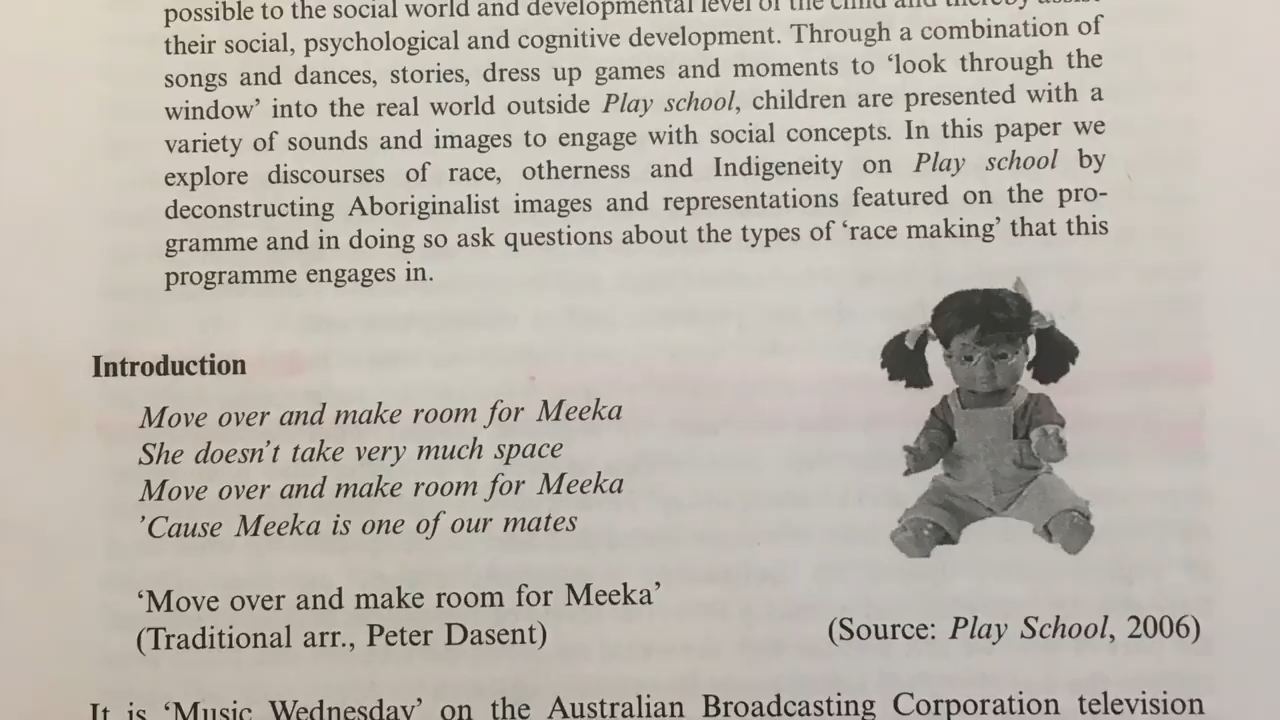 possible to the social world and developmental level of the child and thereby assist
their social, psychological and cognitive development. Through a combination of
songs and dances, stories, dress up games and moments to ‘look through the
window’ into the real world outside Play school, children are presented with a
variety of sounds and images to engage with social concepts. In this paper we
explore discourses of race, otherness and Indigeneity on Play school by
deconstructing Aboriginalist images and representations featured on the pro-
gramme and in doing so ask questions about the types of ‘race making’ that this
programme engages in.
Introduction
Move over and make room for Meeka
She doesn’t take very much space
Move over and make room for Meeka
’Cause Meeka is one of our mates
‘Move over and make room for Meeka’
(Traditional arr., Peter Dasent)
(Source: Play School, 2006)
It is ‘Music Wednesday’ on the Australian Broadcasting Corporation television